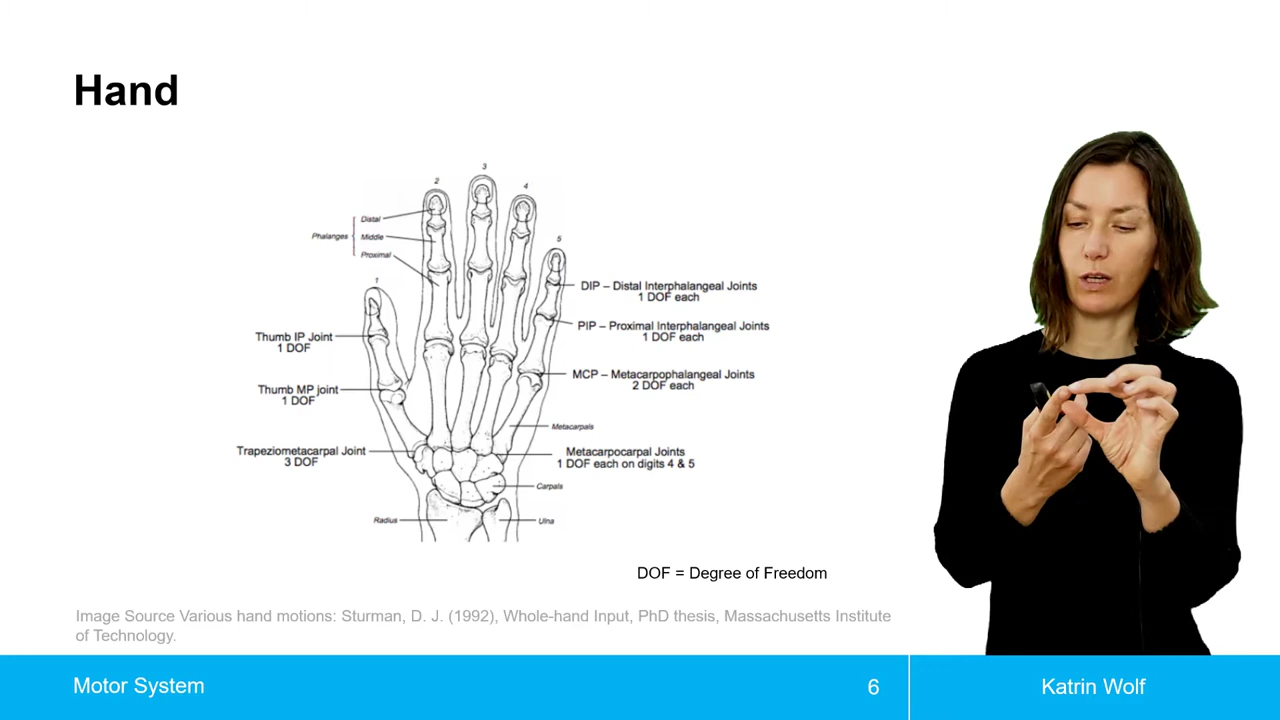 Hand
3
2
4
Distal
Phalanges
Middle
5
Proximal
1
DIP – Distal Interphalangeal Joints
1 DOF each
PIP – Proximal Interphalangeal Joints
1 DOF each
Thumb IP Joint
1 DOF
MCP – Metacarpophalangeal Joints
2 DOF each
Thumb MP joint
1 DOF
Metacarpals
Trapeziometacarpal Joint
3 DOF
Metacarpocarpal Joints
1 DOF each on digits 4 & 5
Carpals
Radius
Ulna
DOF = Degree of Freedom
Image Source Various hand motions: Sturman, D. J. (1992), Whole-hand Input, PhD thesis, Massachusetts Institute
of Technology.
Motor System
6
Katrin Wolf